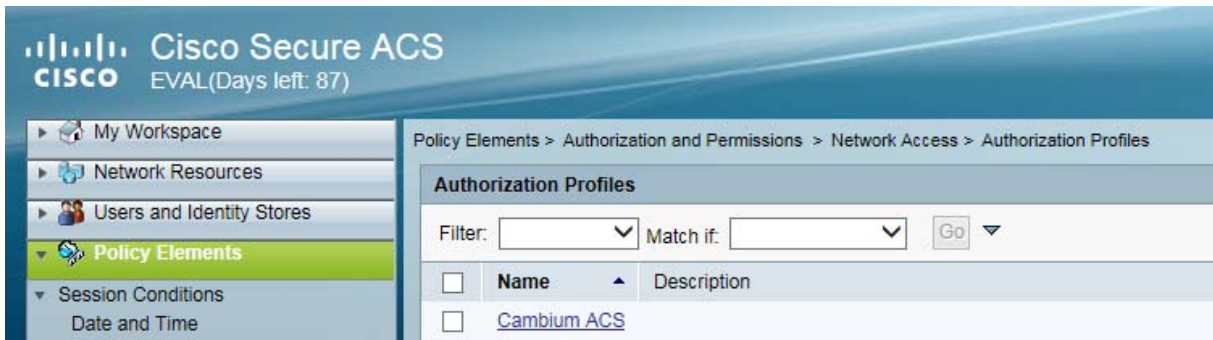 Cisco Secure ACS
CISCO EVAL(Days left: 87)
My Workspace
Network Resources
Users and Identity Stores
Policy Elements
Session Conditions
Date and Time
Policy Elements > Authorization and Permissions > Network Access > Authorization Profiles
Authorization Profiles
Filter: Match if: Go
Name Description
Cambium ACS